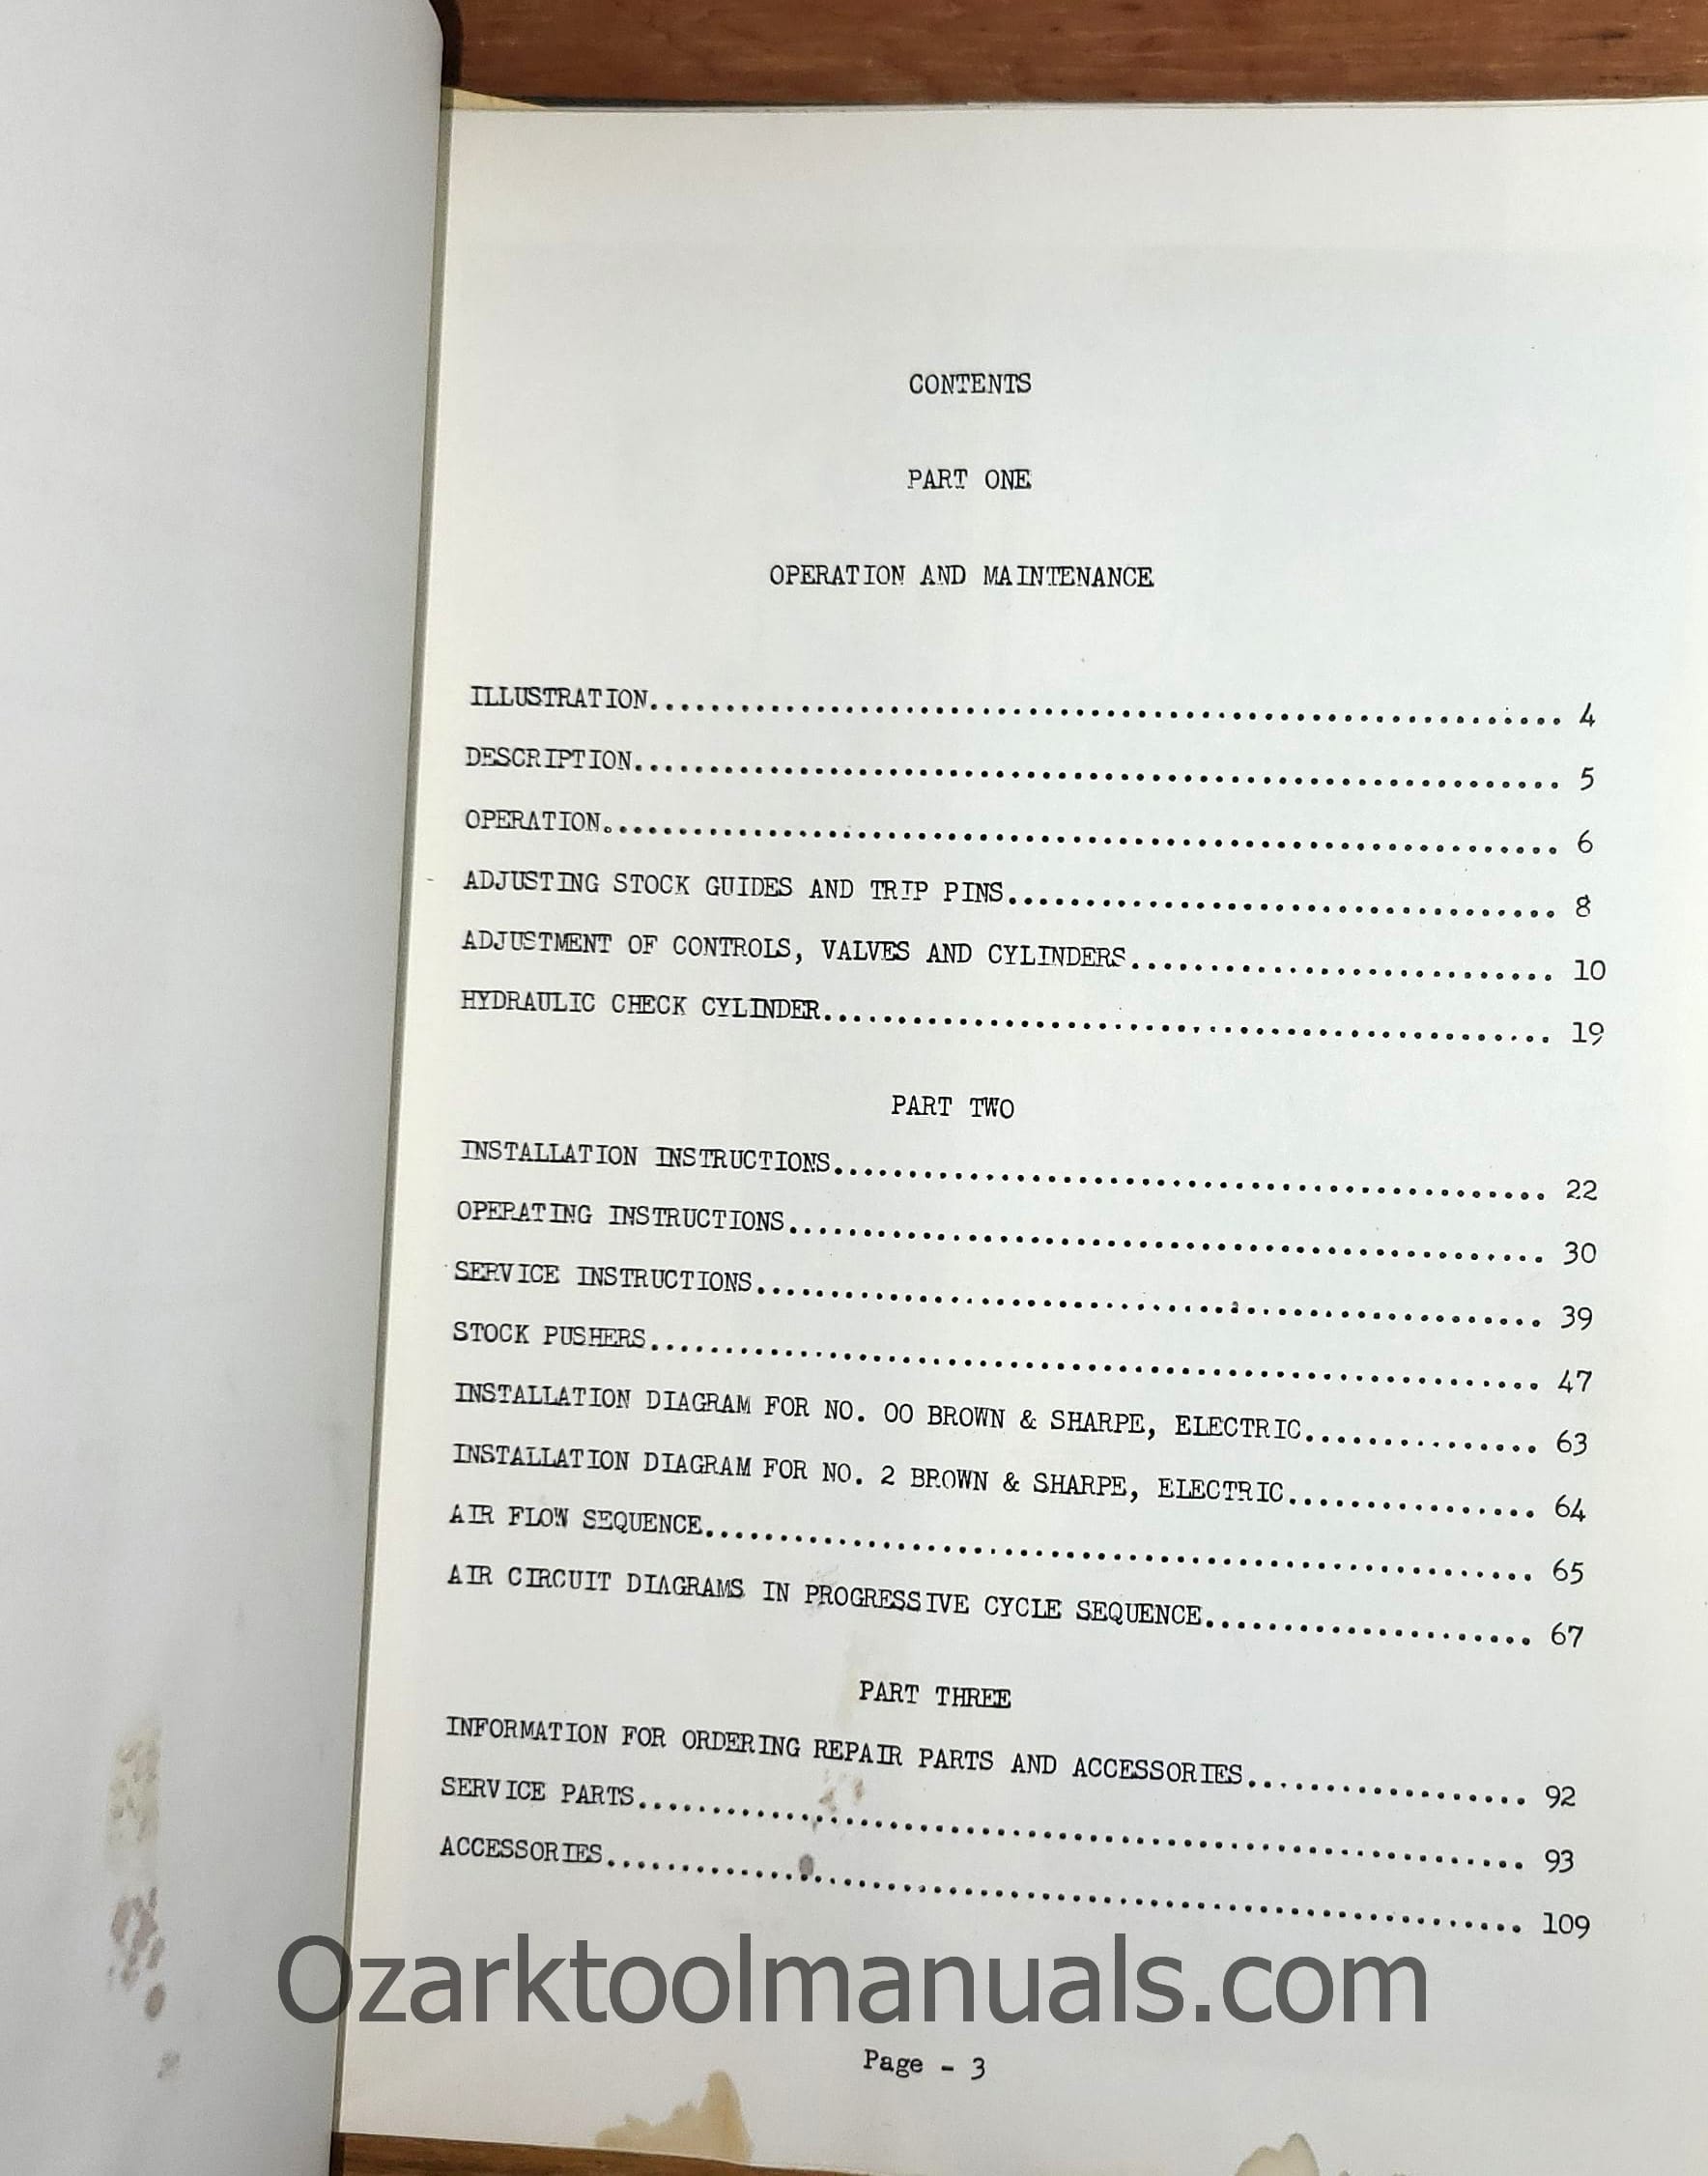 CONTENTS
PART ONE
OPERATION AND MAINTENANCE
ILLUSTRATION............................................................ 4
DESCRIPTION............................................................. 5
OPERATION............................................................... 6
ADJUSTING STOCK GUIDES AND TRIP PINS.................................... 8
ADJUSTMENT OF CONTROLS, VALVES AND CYLINDERS............................ 10
HYDRAULIC CHECK CYLINDER................................................ 19
PART TWO
INSTALLATION INSTRUCTIONS............................................... 22
OPERATING INSTRUCTIONS.................................................. 30
SERVICE INSTRUCTIONS.................................................... 39
STOCK PUSHERS........................................................... 47
INSTALLATION DIAGRAM FOR NO. 00 BROWN & SHARPE, ELECTRIC............... 63
INSTALLATION DIAGRAM FOR NO. 2 BROWN & SHARPE, ELECTRIC................ 64
AIR FLOW SEQUENCE....................................................... 65
AIR CIRCUIT DIAGRAMS IN PROGRESSIVE CYCLE SEQUENCE..................... 67
PART THREE
INFORMATION FOR ORDERING REPAIR PARTS AND ACCESSORIES.................. 92
SERVICE PARTS........................................................... 93
ACCESSORIES............................................................. 109
Ozarktoolmanuals.com
Page - 3